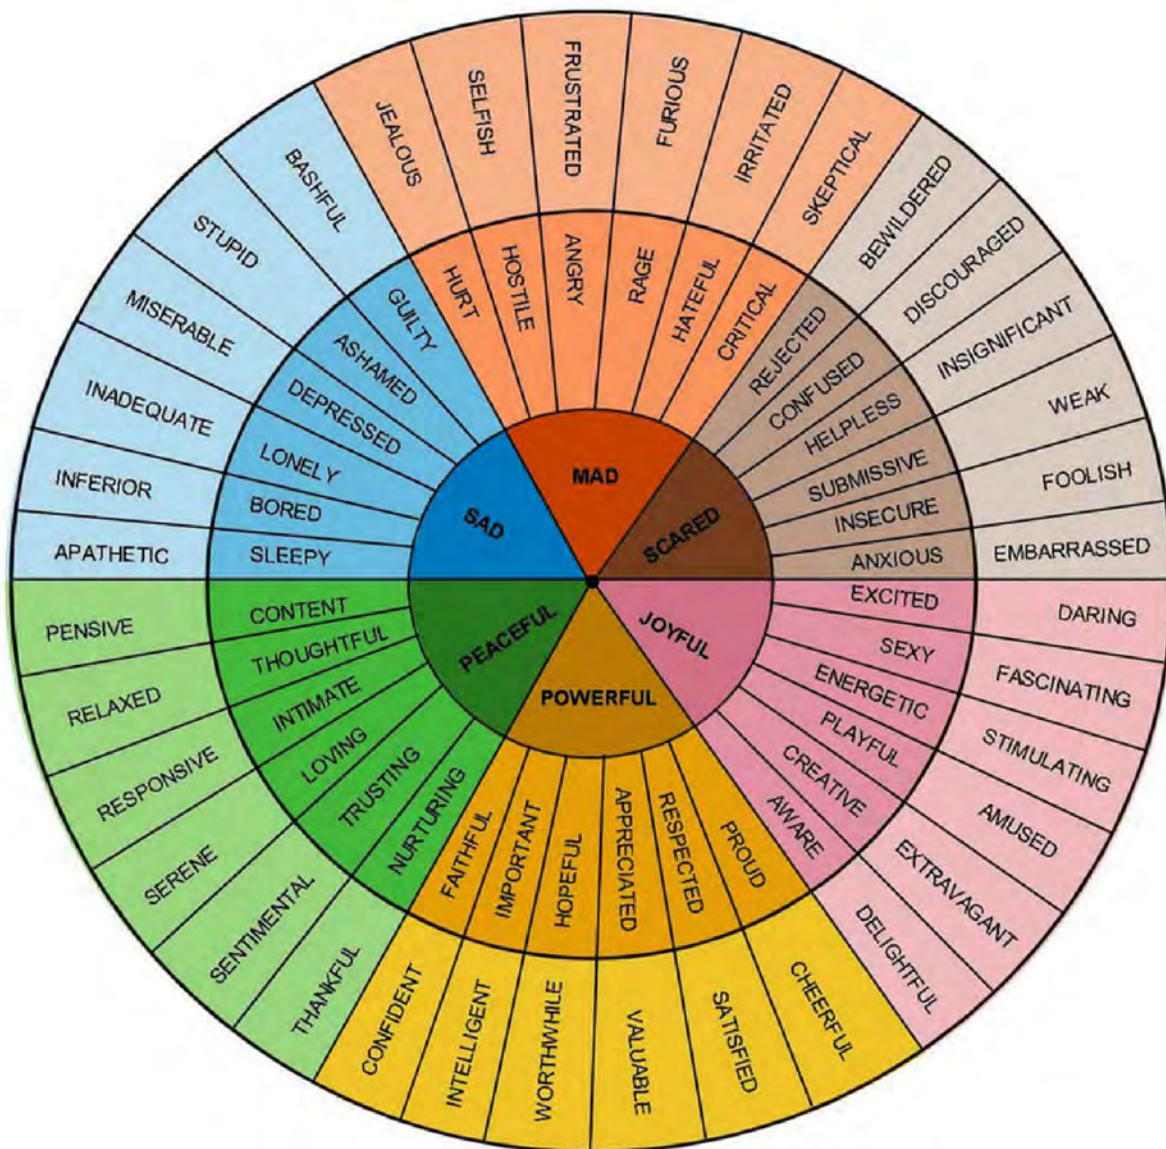 MAD
HURT
HOSTILE
ANGRY
RAGE
HATEFUL
CRITICAL
JEALOUS
SELFISH
FRUSTRATED
FURIOUS
IRRITATED
SKEPTICAL
SCARED
REJECTED
CONFUSED
HELPLESS
SUBMISSIVE
INSECURE
ANXIOUS
BEWILDERED
DISCOURAGED
INSIGNIFICANT
WEAK
FOOLISH
EMBARRASSED
JOYFUL
EXCITED
SEXY
ENERGETIC
PLAYFUL
CREATIVE
AWARE
DARING
FASCINATING
STIMULATING
AMUSED
EXTRAVAGANT
DELIGHTFUL
POWERFUL
PROUD
RESPECTED
APPRECIATED
HOPEFUL
IMPORTANT
FAITHFUL
CHEERFUL
SATISFIED
VALUABLE
WORTHWHILE
INTELLIGENT
CONFIDENT
PEACEFUL
NURTURING
TRUSTING
LOVING
INTIMATE
THOUGHTFUL
CONTENT
THANKFUL
SENTIMENTAL
SERENE
RESPONSIVE
RELAXED
PENSIVE
SAD
SLEEPY
BORED
LONELY
DEPRESSED
ASHAMED
GUILTY
APATHETIC
INFERIOR
INADEQUATE
MISERABLE
STUPID
BASHFUL